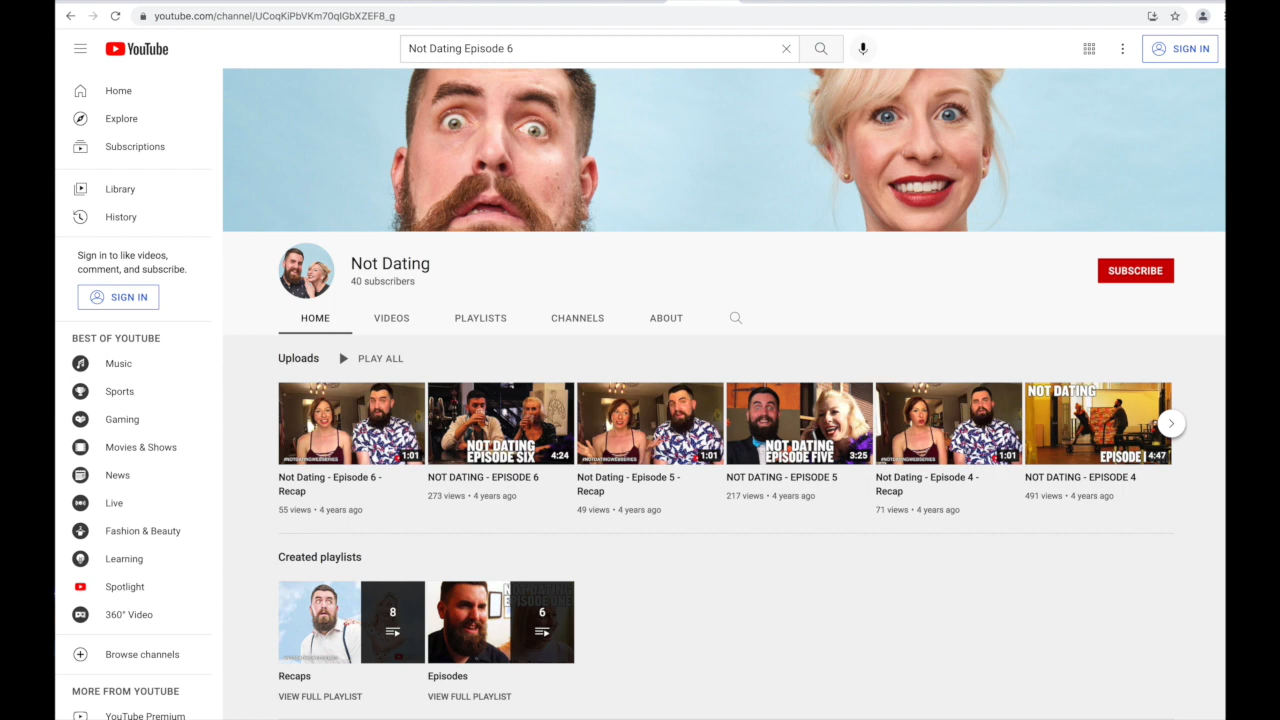 youtube.com/channel/UCoqKiPbVKm70qIGbXZEF8_g
YouTube
Not Dating Episode 6
SIGN IN
Home
Explore
Subscriptions
Library
History
Sign in to like videos,
comment, and subscribe.
SIGN IN
BEST OF YOUTUBE
Music
Sports
Gaming
Movies & Shows
News
Live
Fashion & Beauty
Learning
Spotlight
360° Video
Browse channels
MORE FROM YOUTUBE
YouTube Premium
Not Dating
40 subscribers
SUBSCRIBE
HOME VIDEOS PLAYLISTS CHANNELS ABOUT
Uploads PLAY ALL
#NOTDATINGWEBSERIES 1:01
Not Dating - Episode 6 -
Recap
55 views • 4 years ago
NOT DATING
EPISODE SIX 4:24
NOT DATING - EPISODE 6
273 views • 4 years ago
#NOTDATINGWEBSERIES 1:01
Not Dating - Episode 5 -
Recap
49 views • 4 years ago
NOT DATING
EPISODE FIVE 3:25
NOT DATING - EPISODE 5
217 views • 4 years ago
#NOTDATINGWEBSERIES 1:01
Not Dating - Episode 4 -
Recap
71 views • 4 years ago
NOT DATING
EPISODE 4:47
NOT DATING - EPISODE 4
491 views • 4 years ago
Created playlists
8
Recaps
VIEW FULL PLAYLIST
NOT DATING
EPISODE ONE
6
Episodes
VIEW FULL PLAYLIST